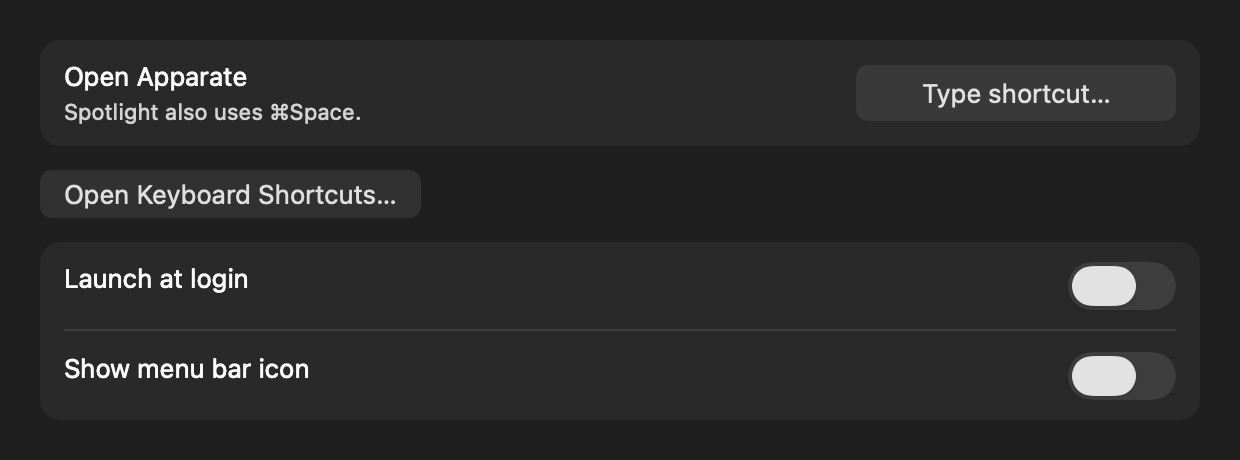 Open Apparate
Spotlight also uses ⌘Space.
Type shortcut...
Open Keyboard Shortcuts...
Launch at login
Show menu bar icon